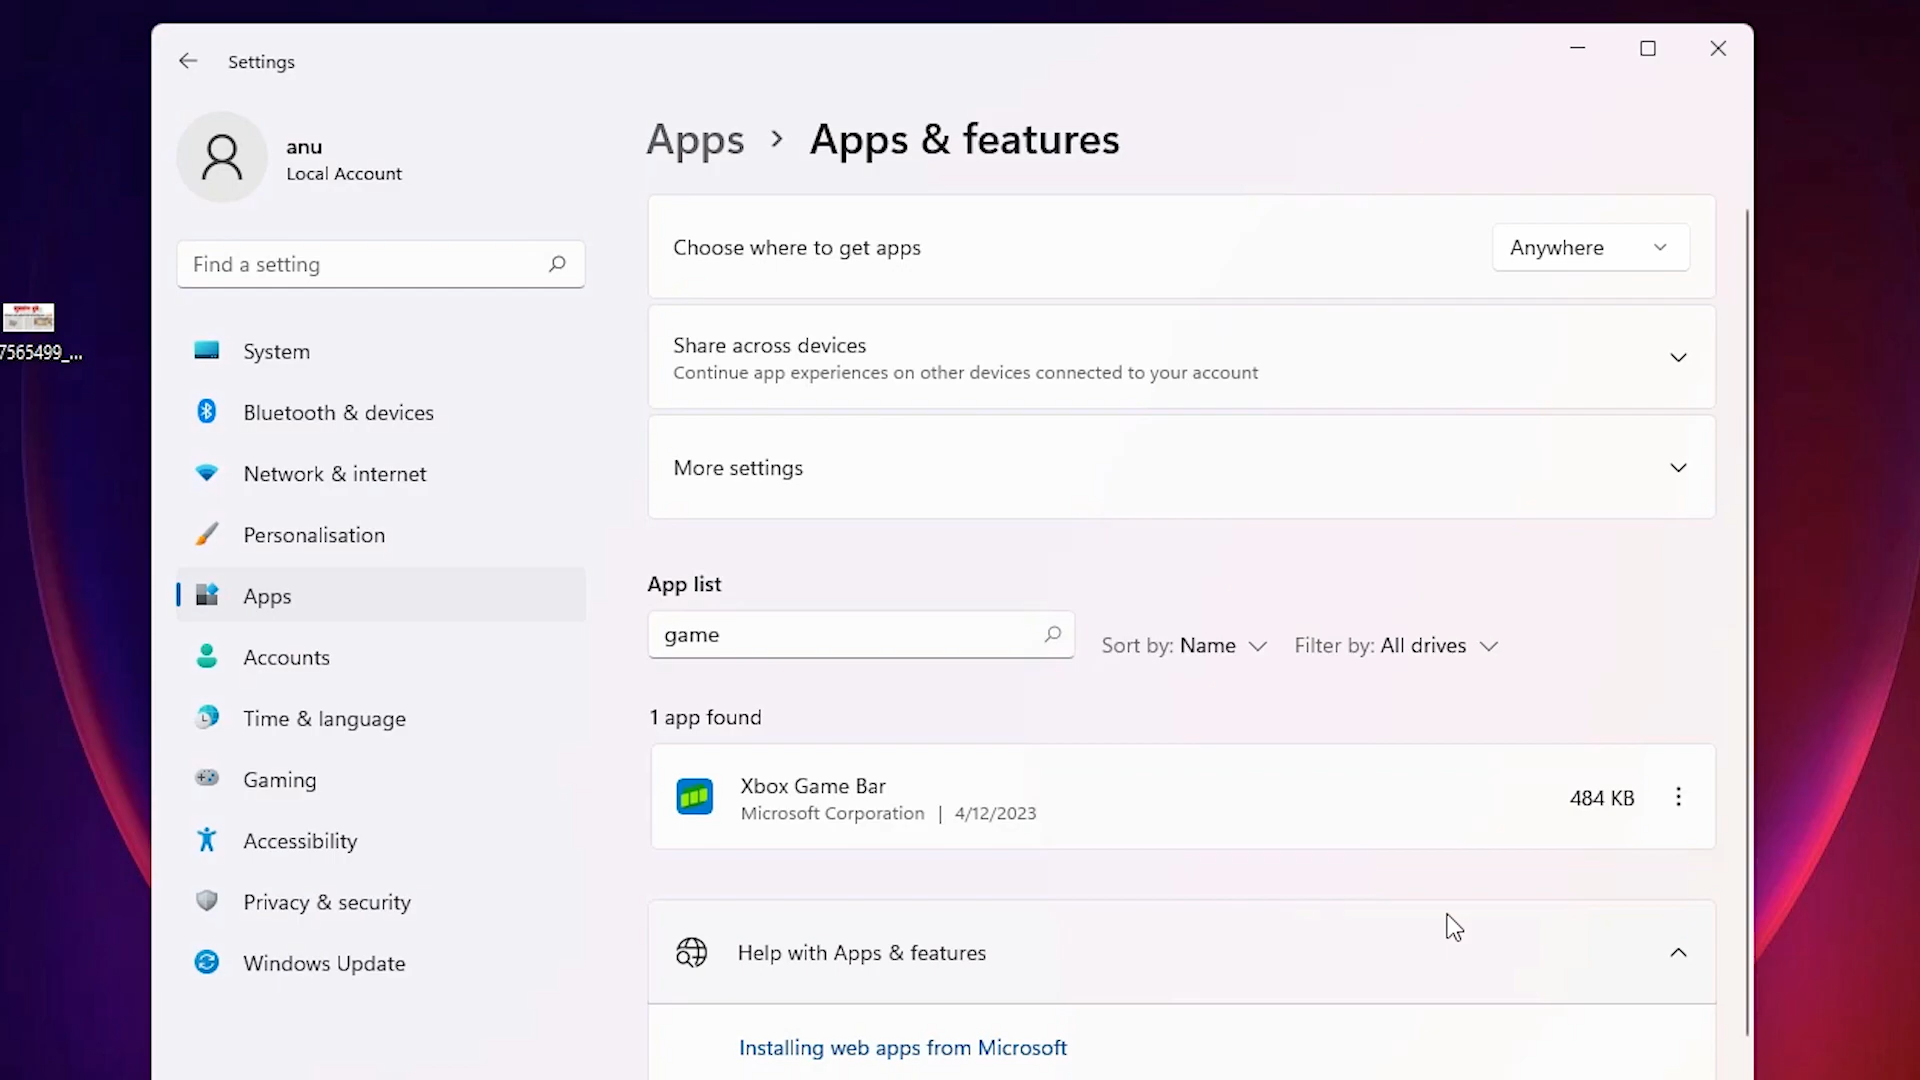 Settings
anu
Local Account
Find a setting
System
Bluetooth & devices
Network & internet
Personalisation
Apps
Accounts
Time & language
Gaming
Accessibility
Privacy & security
Windows Update
7565499_...
Apps > Apps & features
Choose where to get apps
Anywhere
Share across devices
Continue app experiences on other devices connected to your account
More settings
App list
game
Sort by: Name
Filter by: All drives
1 app found
Xbox Game Bar
Microsoft Corporation | 4/12/2023
484 KB
Help with Apps & features
Installing web apps from Microsoft